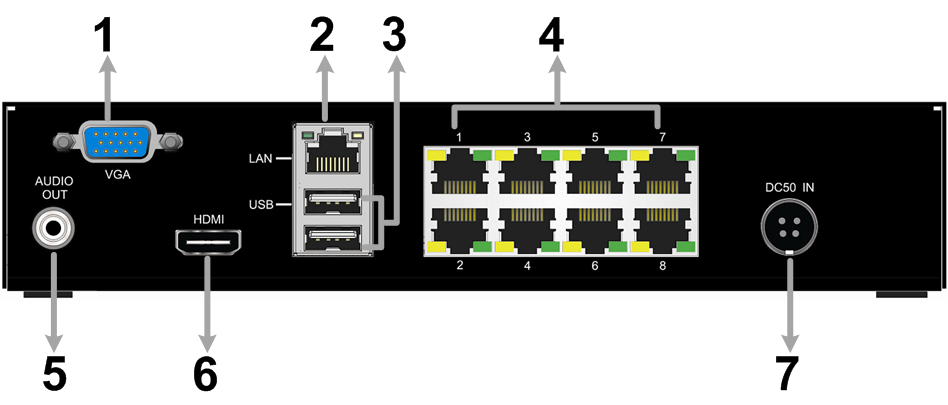 1 2 3 4
1 3 5 7
LAN
VGA
AUDIO
OUT
DC50 IN
USB
HDMI
2 4 6 8
5 6 7